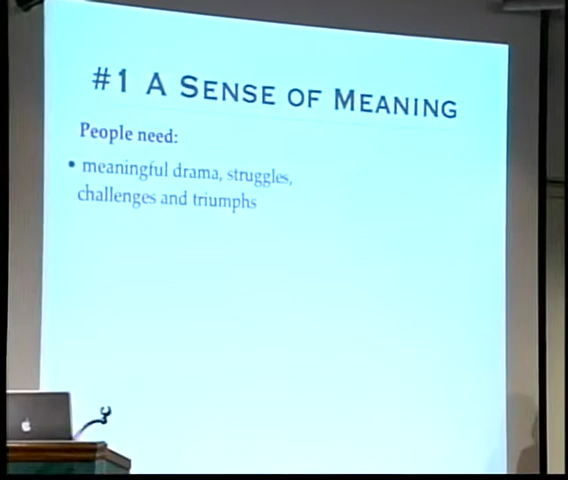 #1 A SENSE OF MEANING
People need:
• meaningful drama, struggles,
challenges and triumphs